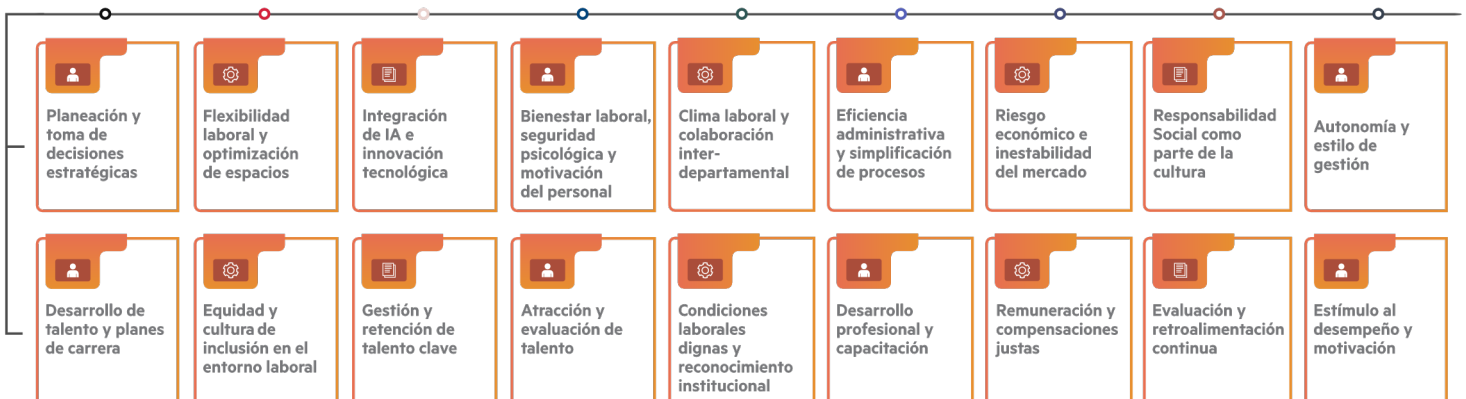 Planeación y
toma de
decisiones
estratégicas
Flexibilidad
laboral y
optimización
de espacios
Integración
de IA e
innovación
tecnológica
Bienestar laboral,
seguridad
psicológica y
motivación
del personal
Clima laboral y
colaboración
inter-
departamental
Eficiencia
administrativa
y simplificación
de procesos
Riesgo
económico e
inestabilidad
del mercado
Responsabilidad
Social como
parte de la
cultura
Autonomía y
estilo de
gestión
Desarrollo de
talento y planes
de carrera
Equidad y
cultura de
inclusión en el
entorno laboral
Gestión y
retención de
talento clave
Atracción y
evaluación de
talento
Condiciones
laborales
dignas y
reconocimiento
institucional
Desarrollo
profesional y
capacitación
Remuneración y
compensaciones
justas
Evaluación y
retroalimentación
continua
Estímulo al
desempeño y
motivación